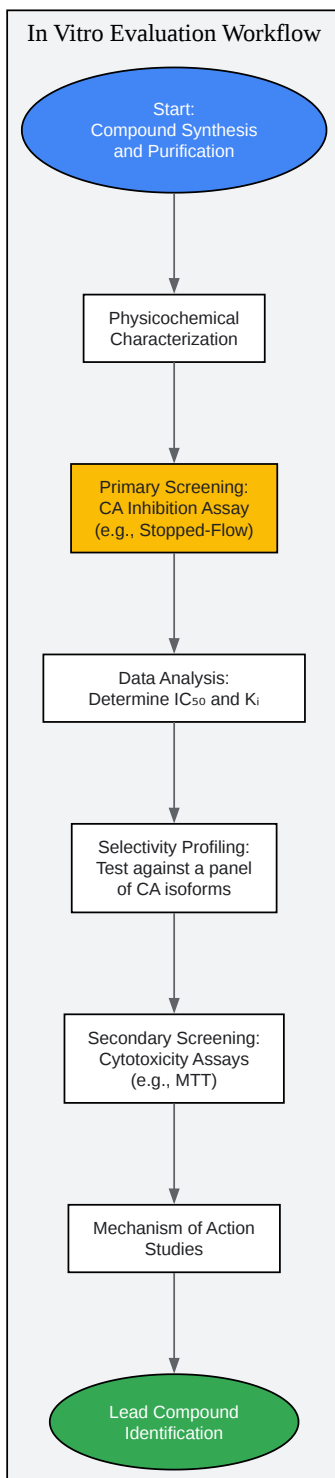 In Vitro Evaluation Workflow
Start:
Compound Synthesis
and Purification
Physicochemical
Characterization
Primary Screening:
CA Inhibition Assay
(e.g., Stopped-Flow)
Data Analysis:
Determine IC₅₀ and Kᵢ
Selectivity Profiling:
Test against a panel
of CA isoforms
Secondary Screening:
Cytotoxicity Assays
(e.g., MTT)
Mechanism of Action
Studies
Lead Compound
Identification